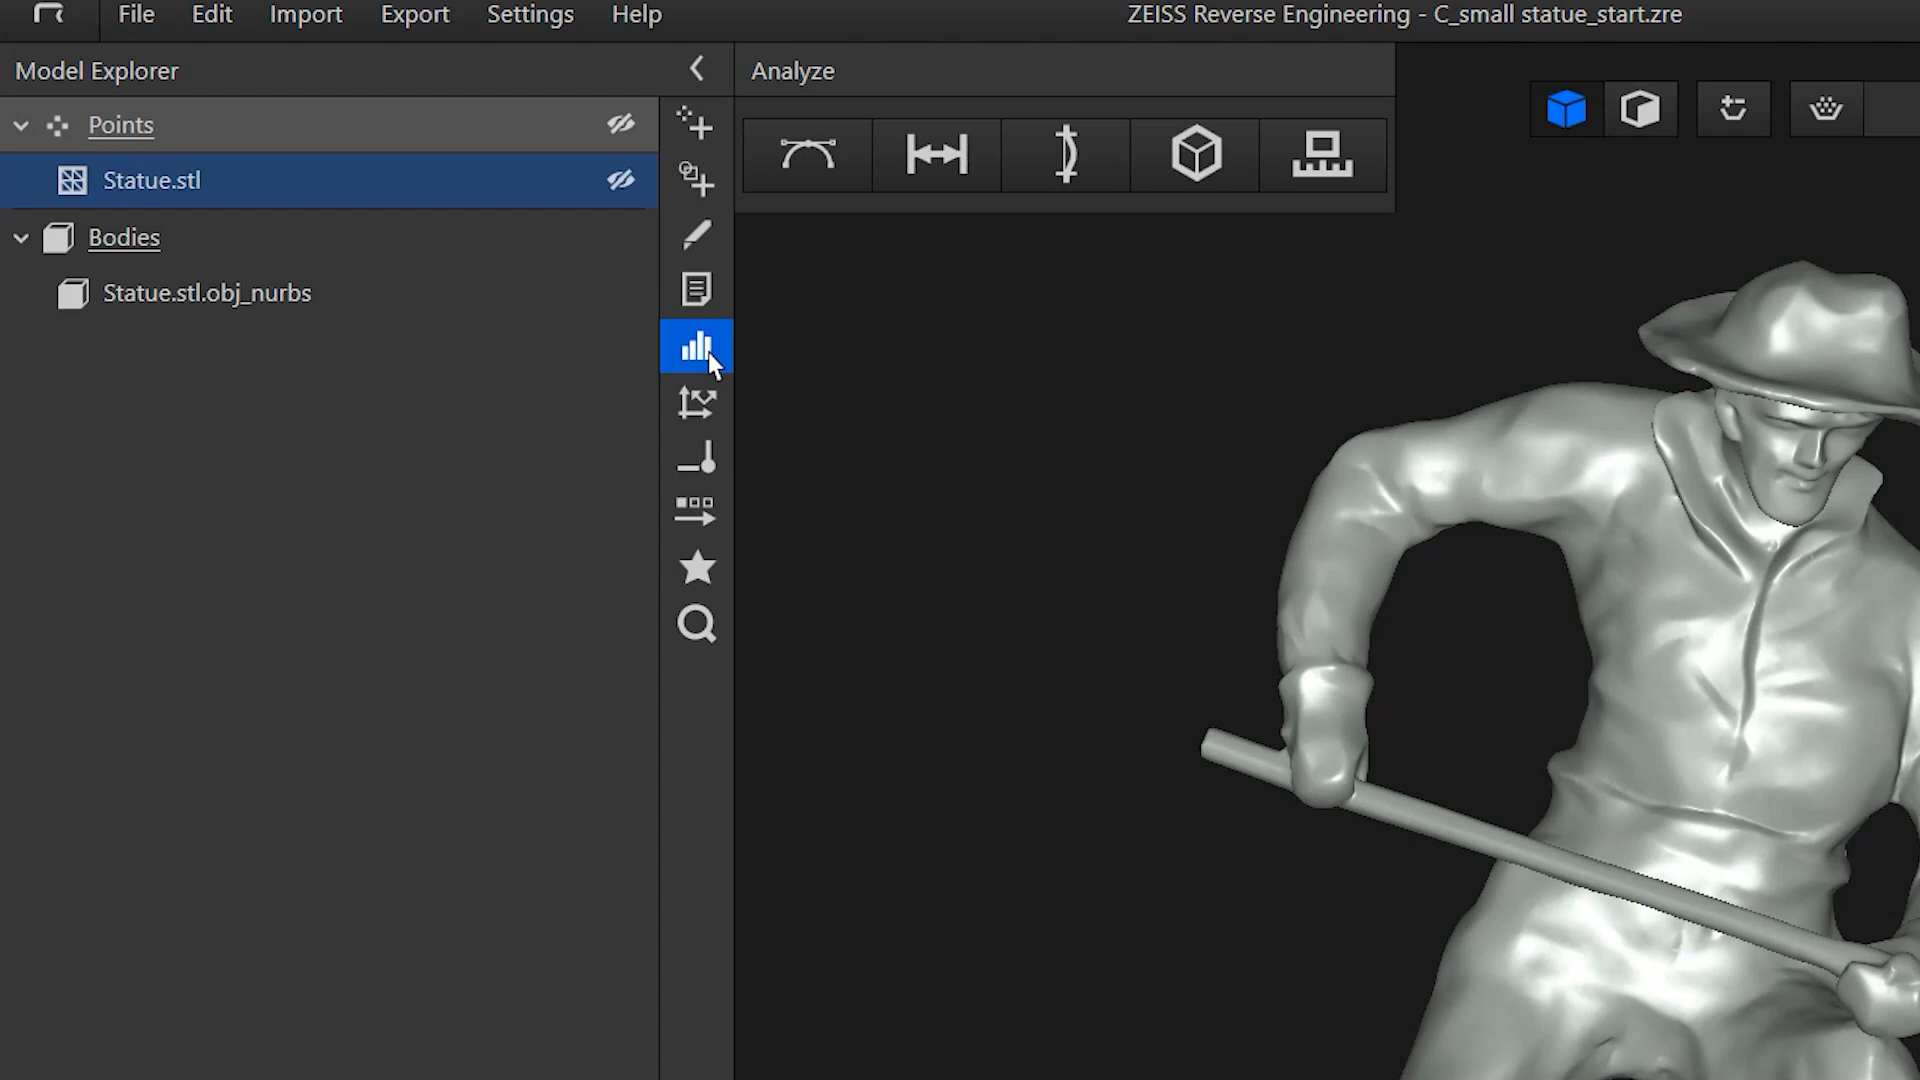 File Edit Import Export Settings Help
ZEISS Reverse Engineering - C_small statue_start.zre
Model Explorer
Analyze
Points
Statue.stl
Bodies
Statue.stl.obj_nurbs